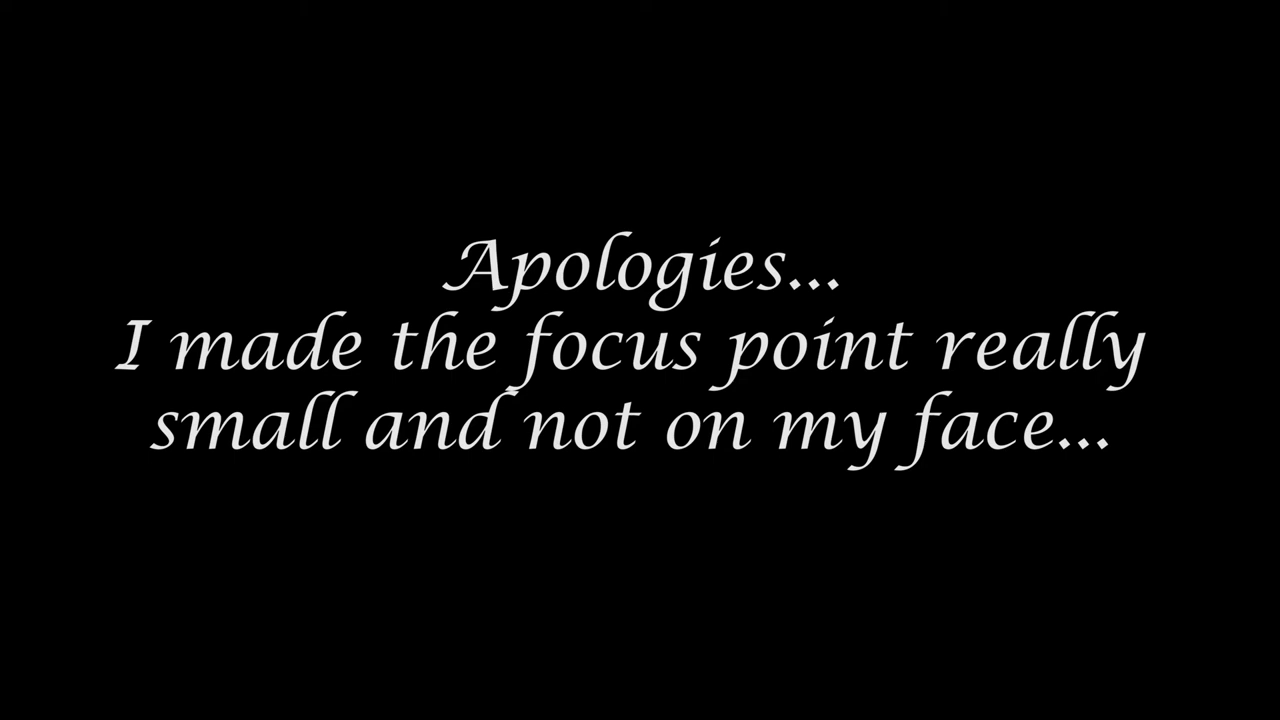 Apologies...
I made the focus point really
small and not on my face...